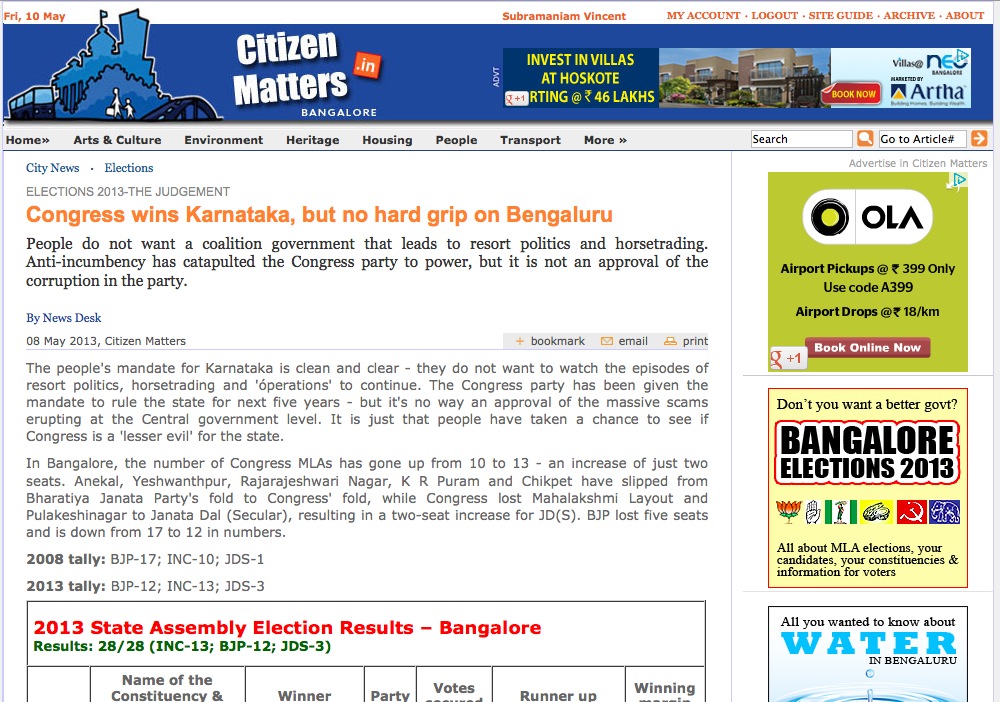 Fri, 10 May
Subramaniam Vincent
MY ACCOUNT · LOGOUT · SITE GUIDE · ARCHIVE · ABOUT
Citizen
Matters .in
BANGALORE
ADVT
INVEST IN VILLAS
AT HOSKOTE
RTING @ ₹ 46 LAKHS
g +1
BOOK NOW
Villas@ neo
BANGALORE
MARKETED BY
Artha
Building Homes. Building Wealth.
Home» Arts & Culture Environment Heritage Housing People Transport More »
Search
Go to Article#
City News · Elections
ELECTIONS 2013-THE JUDGEMENT
Congress wins Karnataka, but no hard grip on Bengaluru
People do not want a coalition government that leads to resort politics and horsetrading.
Anti-incumbency has catapulted the Congress party to power, but it is not an approval of the
corruption in the party.
By News Desk
08 May 2013, Citizen Matters
+ bookmark email print
The people's mandate for Karnataka is clean and clear - they do not want to watch the episodes of
resort politics, horsetrading and 'óperations' to continue. The Congress party has been given the
mandate to rule the state for next five years - but it's no way an approval of the massive scams
erupting at the Central government level. It is just that people have taken a chance to see if
Congress is a 'lesser evil' for the state.
In Bangalore, the number of Congress MLAs has gone up from 10 to 13 - an increase of just two
seats. Anekal, Yeshwanthpur, Rajarajeshwari Nagar, K R Puram and Chikpet have slipped from
Bharatiya Janata Party's fold to Congress' fold, while Congress lost Mahalakshmi Layout and
Pulakeshinagar to Janata Dal (Secular), resulting in a two-seat increase for JD(S). BJP lost five seats
and is down from 17 to 12 in numbers.
2008 tally: BJP-17; INC-10; JDS-1
2013 tally: BJP-12; INC-13; JDS-3
2013 State Assembly Election Results – Bangalore
Results: 28/28 (INC-13; BJP-12; JDS-3)
Name of the
Constituency &
Winner
Party
Votes
secured
Runner up
Winning
margin
Advertise in Citizen Matters
OLA
Airport Pickups @ ₹ 399 Only
Use code A399
Airport Drops @ ₹ 18/km
Book Online Now
g +1
Don't you want a better govt?
BANGALORE
ELECTIONS 2013
All about MLA elections, your
candidates, your constituencies &
information for voters
All you wanted to know about
WATER
IN BENGALURU